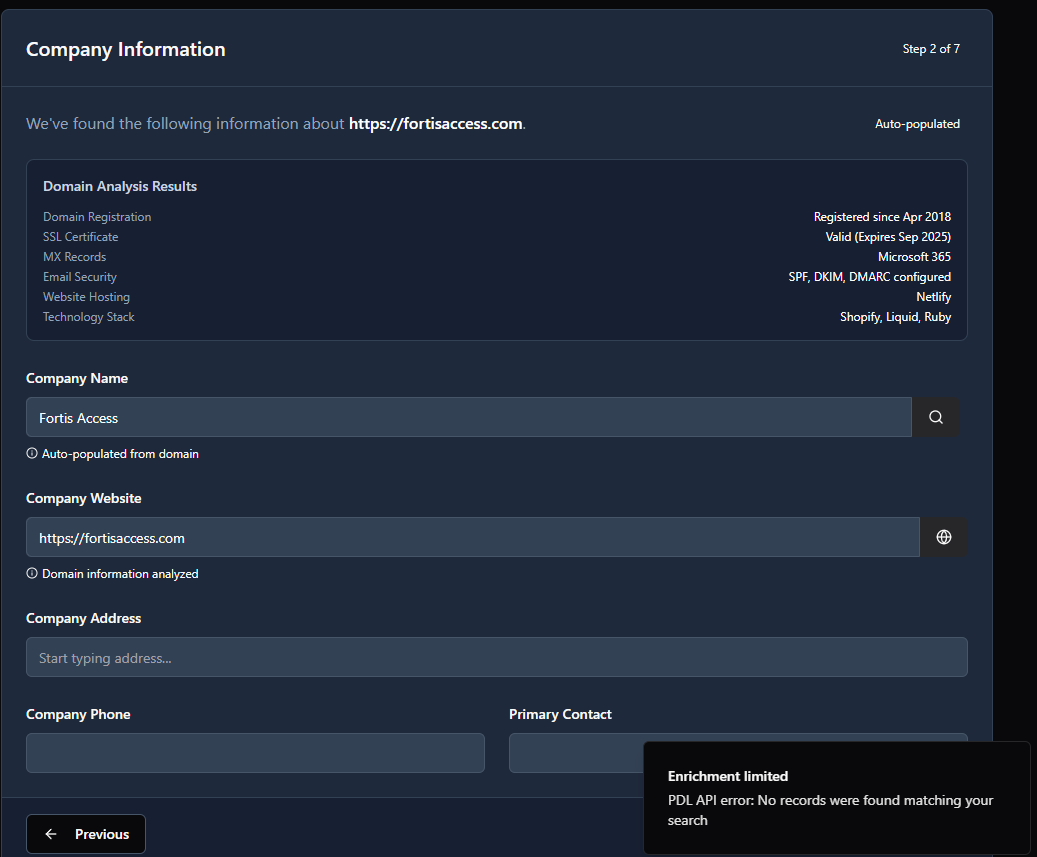 Company Information
Step 2 of 7
We've found the following information about https://fortisaccess.com.
Auto-populated
Domain Analysis Results
Domain Registration Registered since Apr 2018
SSL Certificate Valid (Expires Sep 2025)
MX Records Microsoft 365
Email Security SPF, DKIM, DMARC configured
Website Hosting Netlify
Technology Stack Shopify, Liquid, Ruby
Company Name
Fortis Access
Auto-populated from domain
Company Website
https://fortisaccess.com
Domain information analyzed
Company Address
Start typing address...
Company Phone Primary Contact
Enrichment limited
PDL API error: No records were found matching your
search
Previous